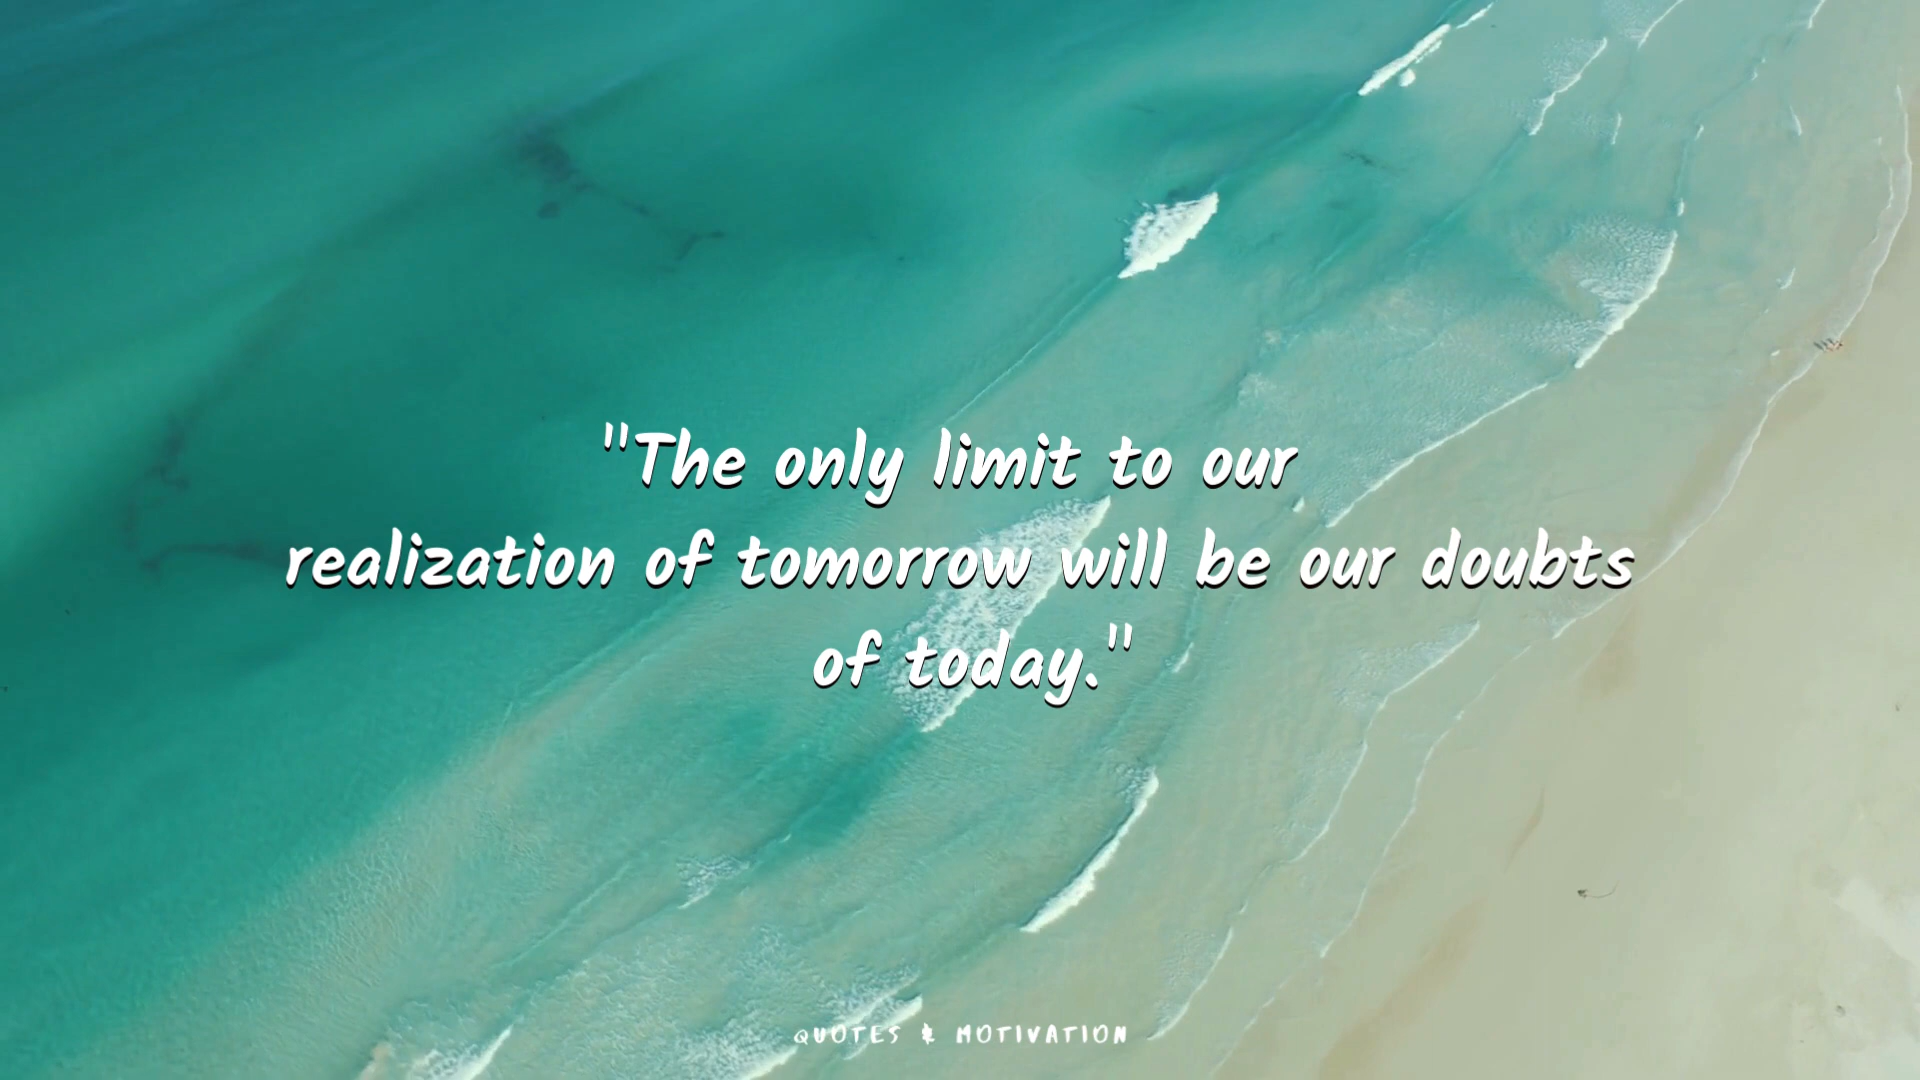 "The only limit to our
realization of tomorrow will be our doubts
of today."
QUOTES & MOTIVATION